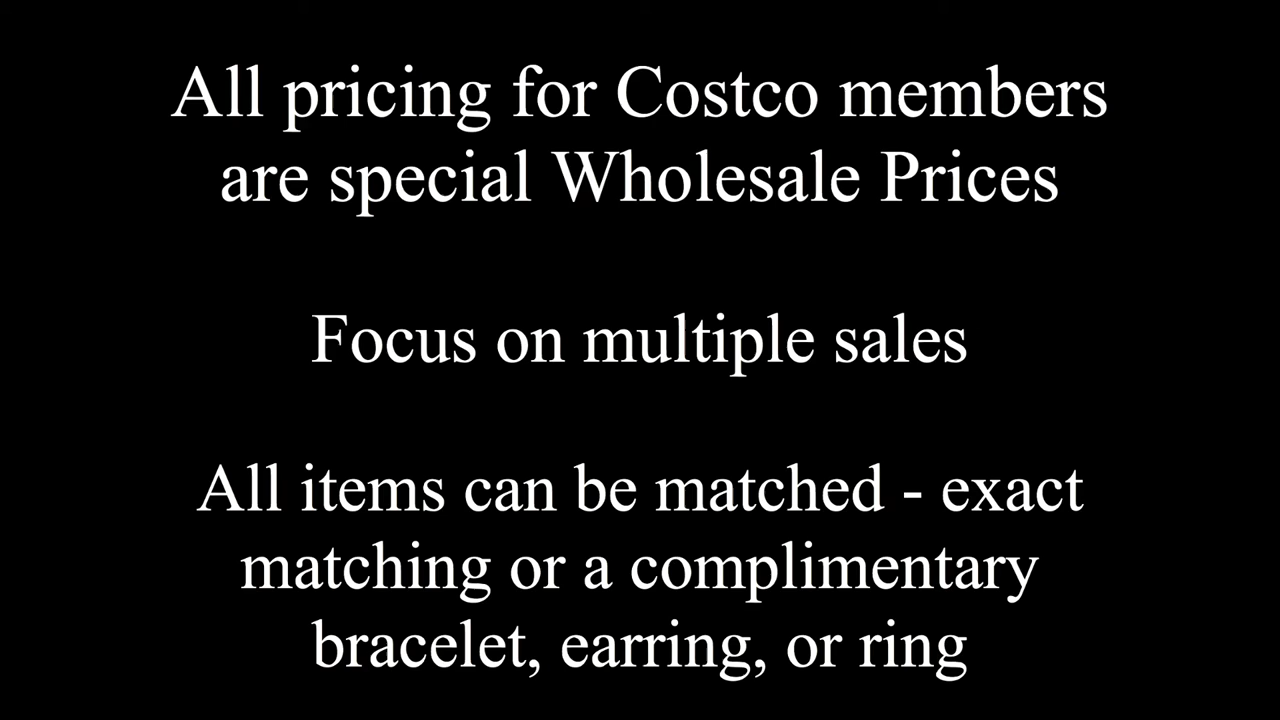 All pricing for Costco members
are special Wholesale Prices
Focus on multiple sales
All items can be matched - exact
matching or a complimentary
bracelet, earring, or ring